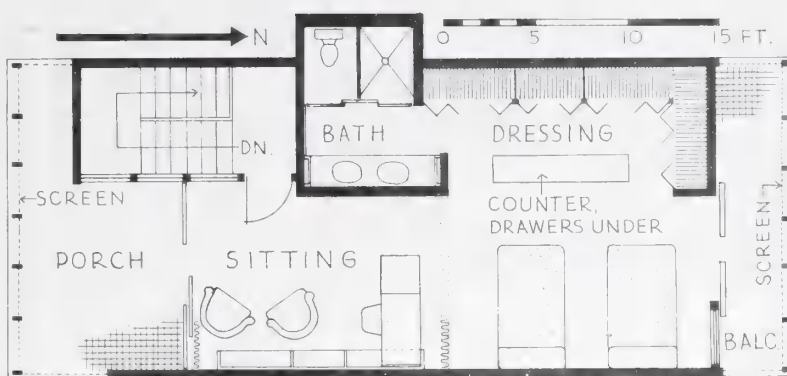 N
0 5 10 15 FT.
BATH
DRESSING
DN.
SCREEN
COUNTER,
DRAWERS UNDER
SCREEN
PORCH
SITTING
BALC.